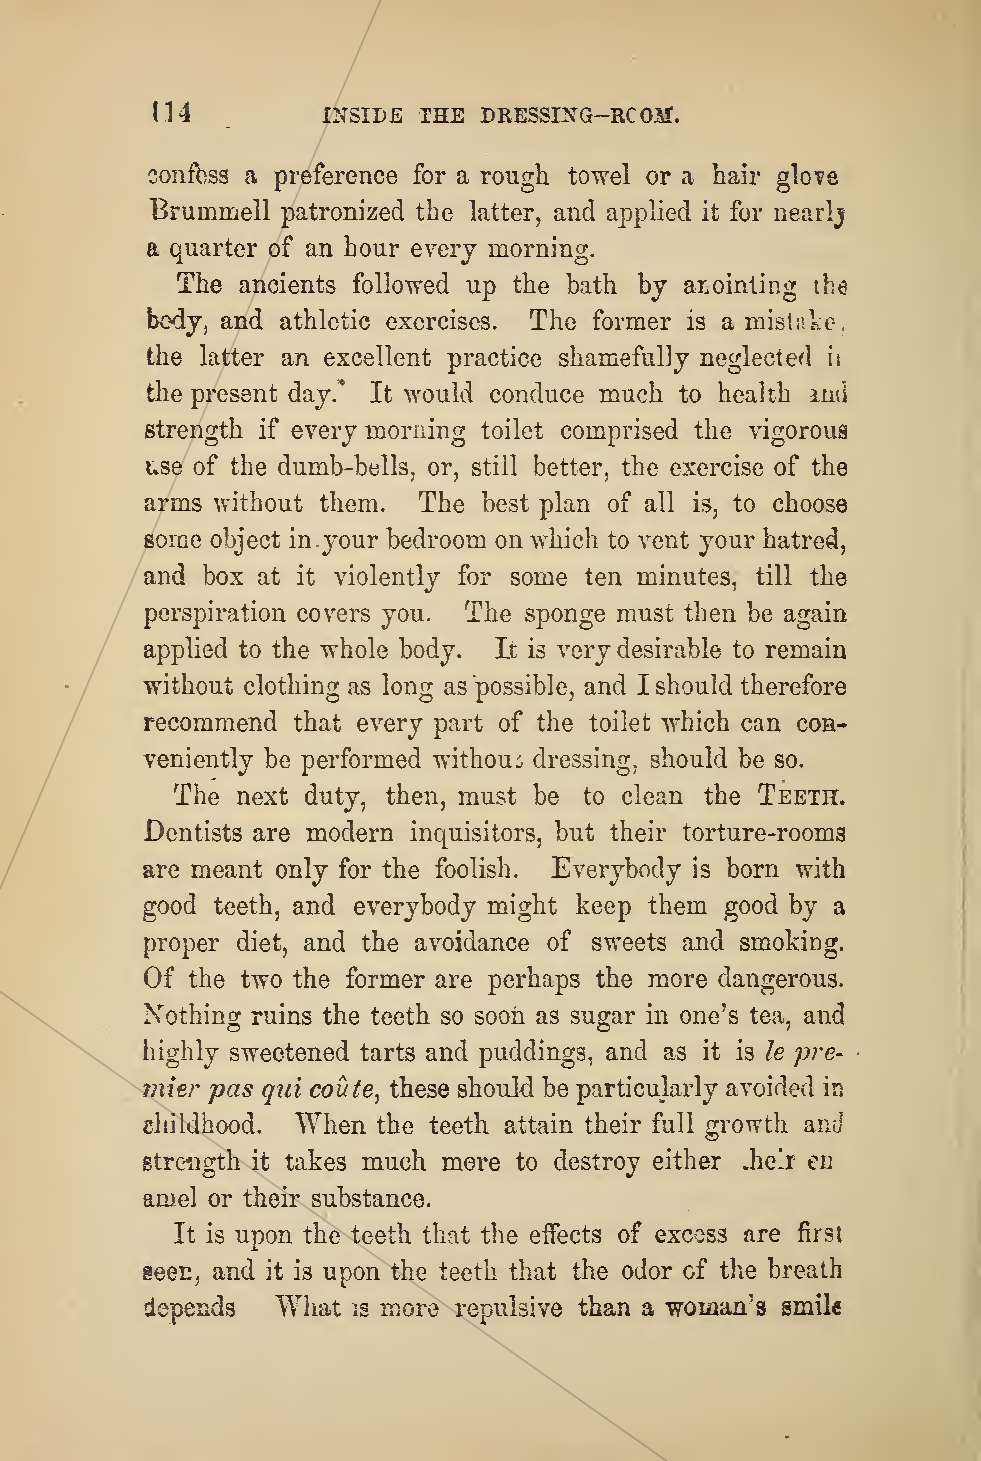 114 INSIDE THE DRESSING-ROOM.
confess a preference for a rough towel or a hair glove
Brummell patronized the latter, and applied it for nearly
a quarter of an hour every morning.
The ancients followed up the bath by anointing the
body, and athletic exercises. The former is a mistake,
the latter an excellent practice shamefully neglected in
the present day. It would conduce much to health and
strength if every morning toilet comprised the vigorous
use of the dumb-bells, or, still better, the exercise of the
arms without them. The best plan of all is, to choose
some object in your bedroom on which to vent your hatred,
and box at it violently for some ten minutes, till the
perspiration covers you. The sponge must then be again
applied to the whole body. It is very desirable to remain
without clothing as long as possible, and I should therefore
recommend that every part of the toilet which can con-
veniently be performed without dressing, should be so.
The next duty, then, must be to clean the TEETH.
Dentists are modern inquisitors, but their torture-rooms
are meant only for the foolish. Everybody is born with
good teeth, and everybody might keep them good by a
proper diet, and the avoidance of sweets and smoking.
Of the two the former are perhaps the more dangerous.
Nothing ruins the teeth so soon as sugar in one's tea, and
highly sweetened tarts and puddings, and as it is le pre-
mier pas qui coûte, these should be particularly avoided in
childhood. When the teeth attain their full growth and
strength it takes much more to destroy either their en
amel or their substance.
It is upon the teeth that the effects of excess are first
seen, and it is upon the teeth that the odor of the breath
depends What is more repulsive than a woman's smile